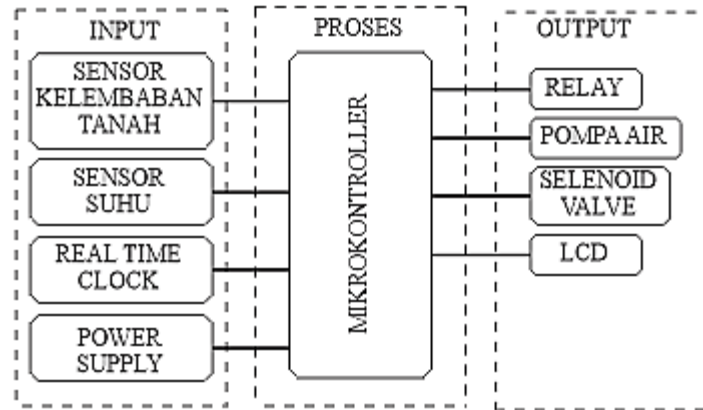 INPUT
SENSOR
KELEMBABAN
TANAH
SENSOR
SUHU
REAL TIME
CLOCK
POWER
SUPPLY
PROSES
MIKROKONTROLLER
OUTPUT
RELAY
POMPA AIR
SELENOID
VALVE
LCD